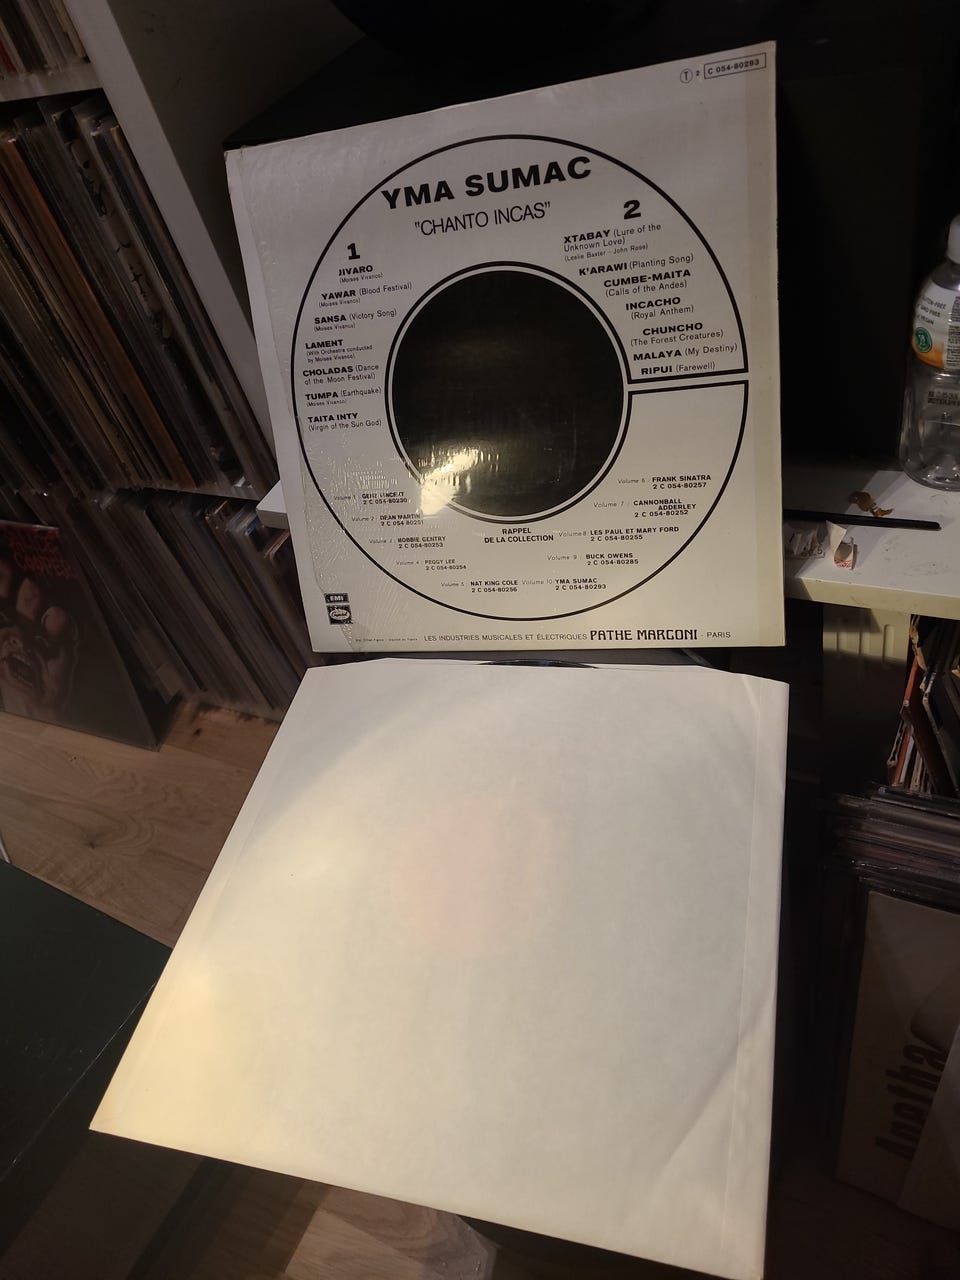 T 2 C 054-80293
YMA SUMAC
"CHANTO INCAS"
1
JIVARO
(Moises Vivanco)
YAWAR (Blood Festival)
(Moises Vivanco)
SANSA (Victory Song)
(Moises Vivanco)
LAMENT
(With Orchestra conducted
by Moises Vivanco)
CHOLADAS (Dance
of the Moon Festival)
TUMPA (Earthquake)
(Moises Vivanco)
TAITA INTY
(Virgin of the Sun God)
2
XTABAY (Lure of the
Unknown Love)
(Leslie Baxter - John Rose)
K'ARAWI (Planting Song)
CUMBE-MAITA
(Calls of the Andes)
INCACHO
(Royal Anthem)
CHUNCHO
(The Forest Creatures)
MALAYA (My Destiny)
RIPUI (Farewell)
Volume 1 : GENE VINCENT
2 C 054-80230
Volume 2 : DEAN MARTIN
2 C 054-80251
BOBBIE GENTRY
2 C 054-80253
Volume 4 : PEGGY LEE
2 C 054-80254
Volume 5 : NAT KING COLE
2 C 054-80256
RAPPEL
DE LA COLLECTION
Volume 6 : FRANK SINATRA
2 C 054-80257
Volume 7 : CANNONBALL
ADDERLEY
2 C 054-80252
Volume 8 : LES PAUL ET MARY FORD
2 C 054-80255
Volume 9 : BUCK OWENS
2 C 054-80285
Volume 10 : YMA SUMAC
2 C 054-80293
EMI
Capitol
LES INDUSTRIES MUSICALES ET ÉLECTRIQUES PATHE MARCONI - PARIS